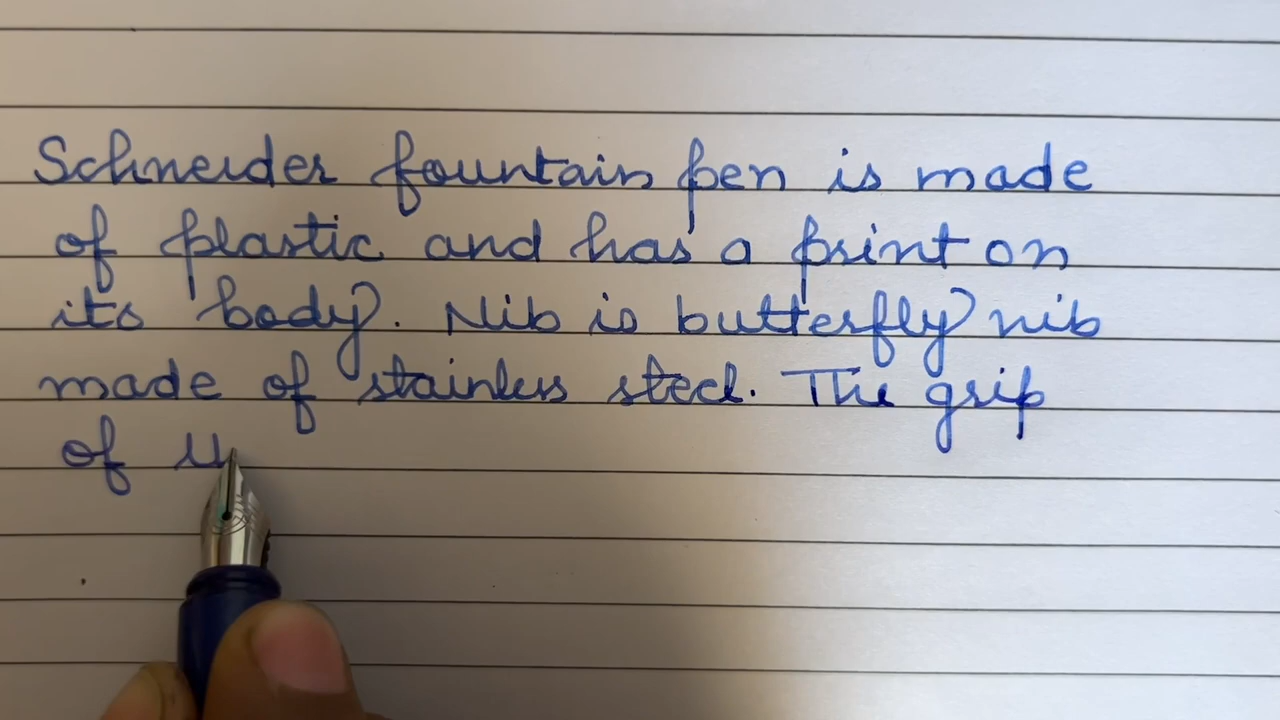 Schneider fountain pen is made
of plastic and has a print on
its body. Nib is butterfly nib
made of stainless steel. The grip
of